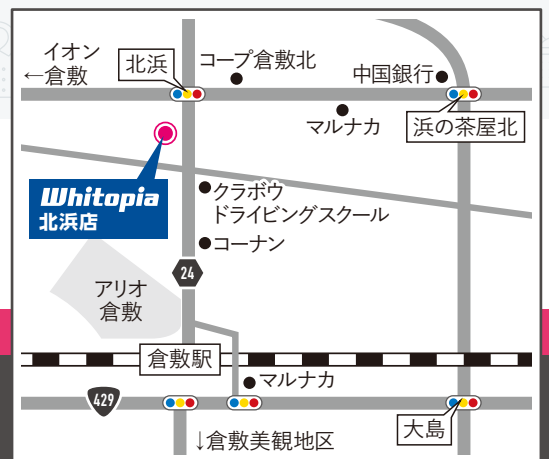 イオン
←倉敷
北浜
コープ倉敷北
中国銀行
マルナカ
浜の茶屋北
Whitopia
北浜店
クラボウ
ドライビングスクール
コーナン
24
アリオ
倉敷
倉敷駅
マルナカ
429
大島
↓倉敷美観地区